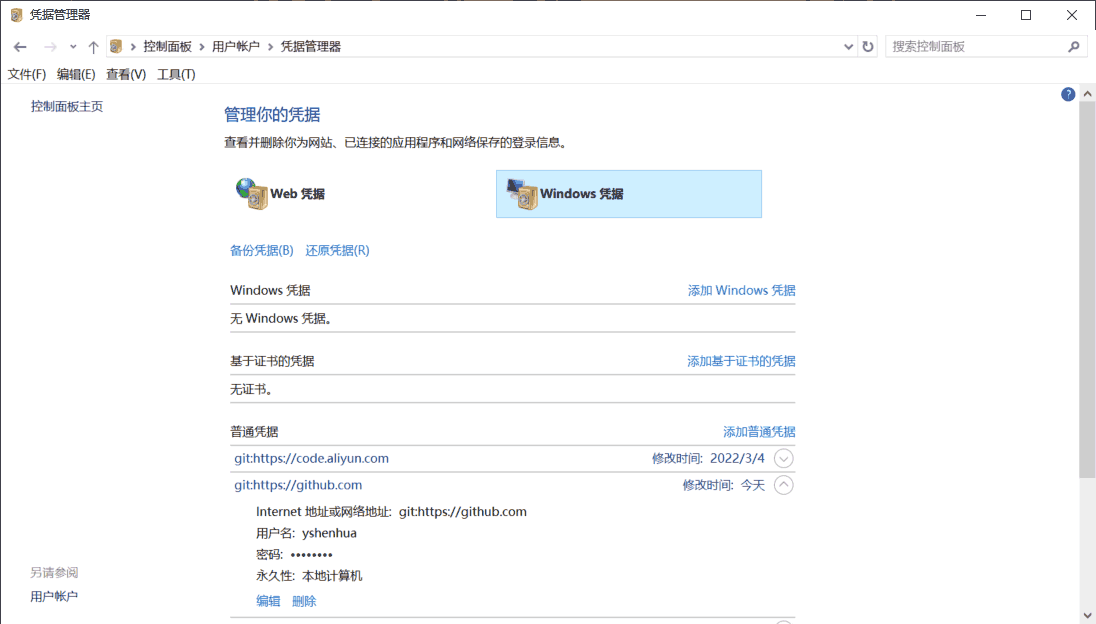 凭据管理器
控制面板 用户帐户 凭据管理器 搜索控制面板
文件(F) 编辑(E) 查看(V) 工具(T)
控制面板主页
管理你的凭据
查看并删除你为网站、已连接的应用程序和网络保存的登录信息。
Web 凭据 Windows 凭据
备份凭据(B) 还原凭据(R)
Windows 凭据 添加 Windows 凭据
无 Windows 凭据。
基于证书的凭据 添加基于证书的凭据
无证书。
普通凭据 添加普通凭据
git:https://code.aliyun.com 修改时间: 2022/3/4
git:https://github.com 修改时间: 今天
Internet 地址或网络地址: git:https://github.com
用户名: yshenhua
密码: ••••••••
永久性: 本地计算机
编辑 删除
另请参阅
用户帐户